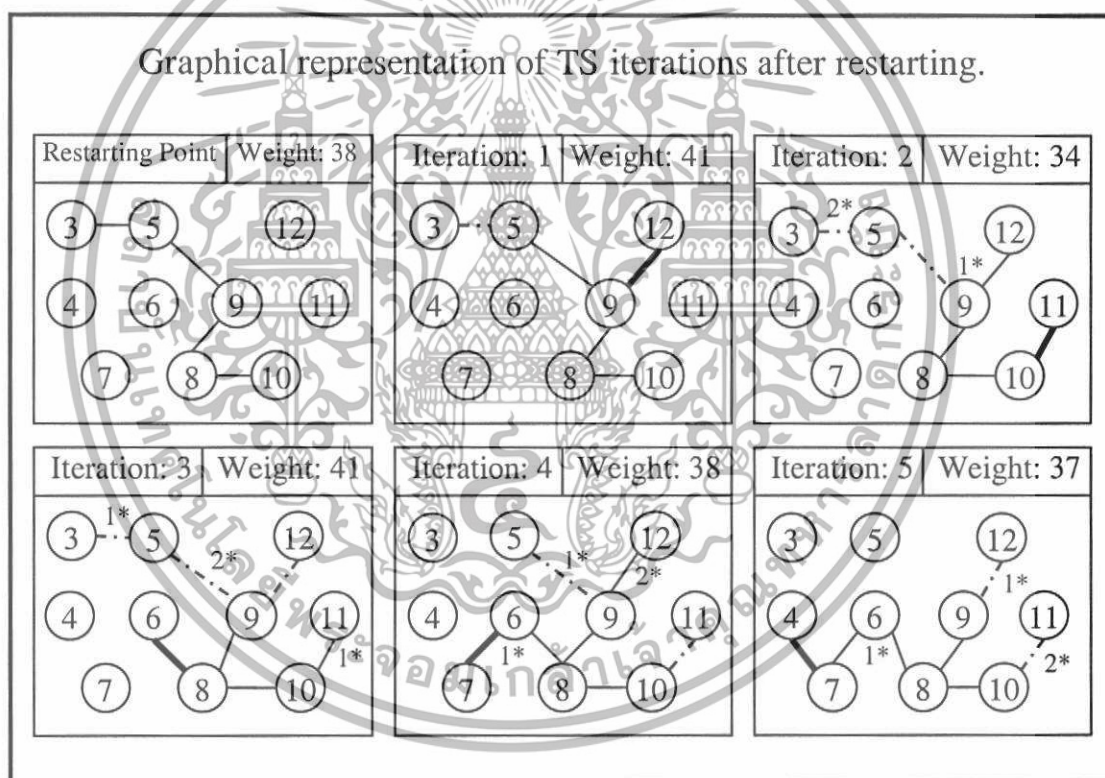 Graphical representation of TS iterations after restarting.
Restarting Point Weight: 38
3 5 12
4 6 9 11
7 8 10
Iteration: 1 Weight: 41
3 5 12
4 6 9 11
7 8 10
Iteration: 2 Weight: 34
2*
3 5 12
1*
4 6 9 11
7 8 10
Iteration: 3 Weight: 41
1*
3 5 12
2*
4 6 9 11
1*
7 8 10
Iteration: 4 Weight: 38
3 5 12
1* 2*
4 6 9 11
1*
7 8 10
Iteration: 5 Weight: 37
3 5 12
1*
4 6 9 11
1* 2*
7 8 10